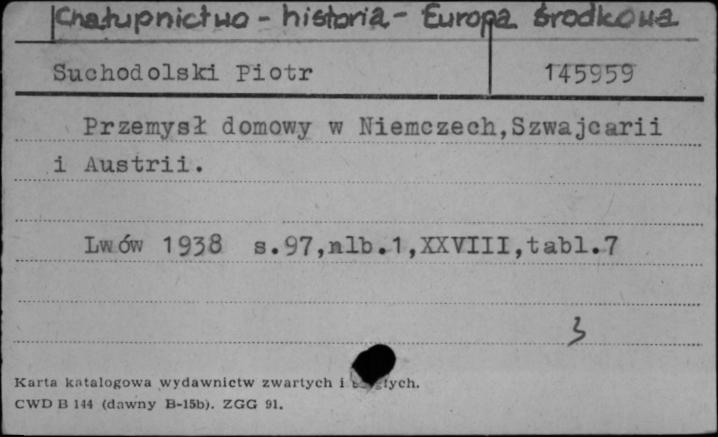 Chałupnictwo - historia - Europa środkowa
Suchodolski Piotr 145959
Przemysł domowy w Niemczech,Szwajcarii
i Austrii.
Lwów 1938 s.97,nlb.1,XXVIII,tabl.7
3
Karta katalogowa wydawnictw zwartych i
CWD B 144 (dawny B-15b). ZGG 91.